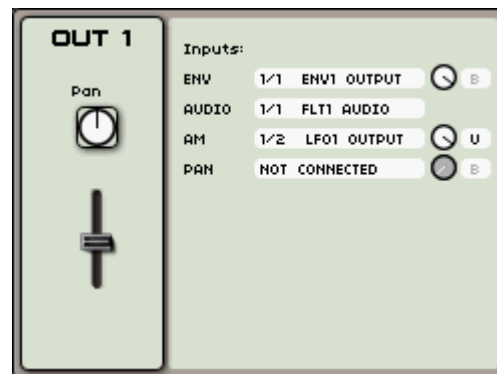 OUT 1
Pan
Inputs:
ENV 1/1 ENV1 OUTPUT B
AUDIO 1/1 FLT1 AUDIO
AM 1/2 LFO1 OUTPUT U
PAN NOT CONNECTED B